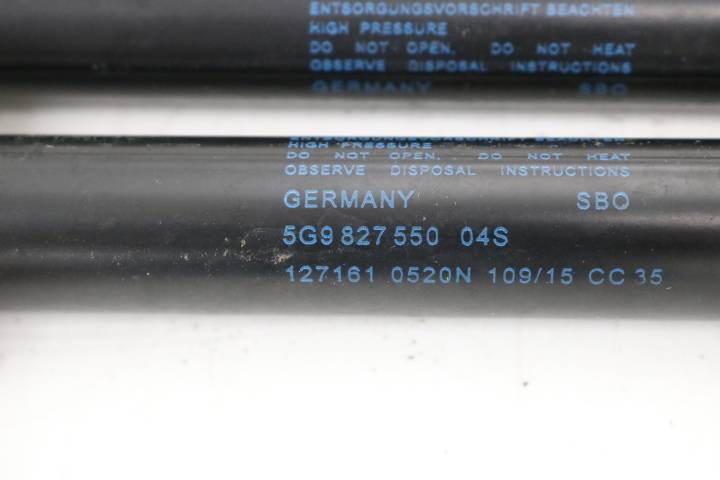 ENTSORGUNGSVORSCHRIFT BEACHTEN
HIGH PRESSURE
DO NOT OPEN. DO NOT HEAT
OBSERVE DISPOSAL INSTRUCTIONS
GERMANY SBO
ENTSORGUNGSVORSCHRIFT BEACHTEN
HIGH PRESSURE
DO NOT OPEN. DO NOT HEAT
OBSERVE DISPOSAL INSTRUCTIONS
GERMANY SBO
5G9 827 550 04S
127161 0520N 109/15 CC 35